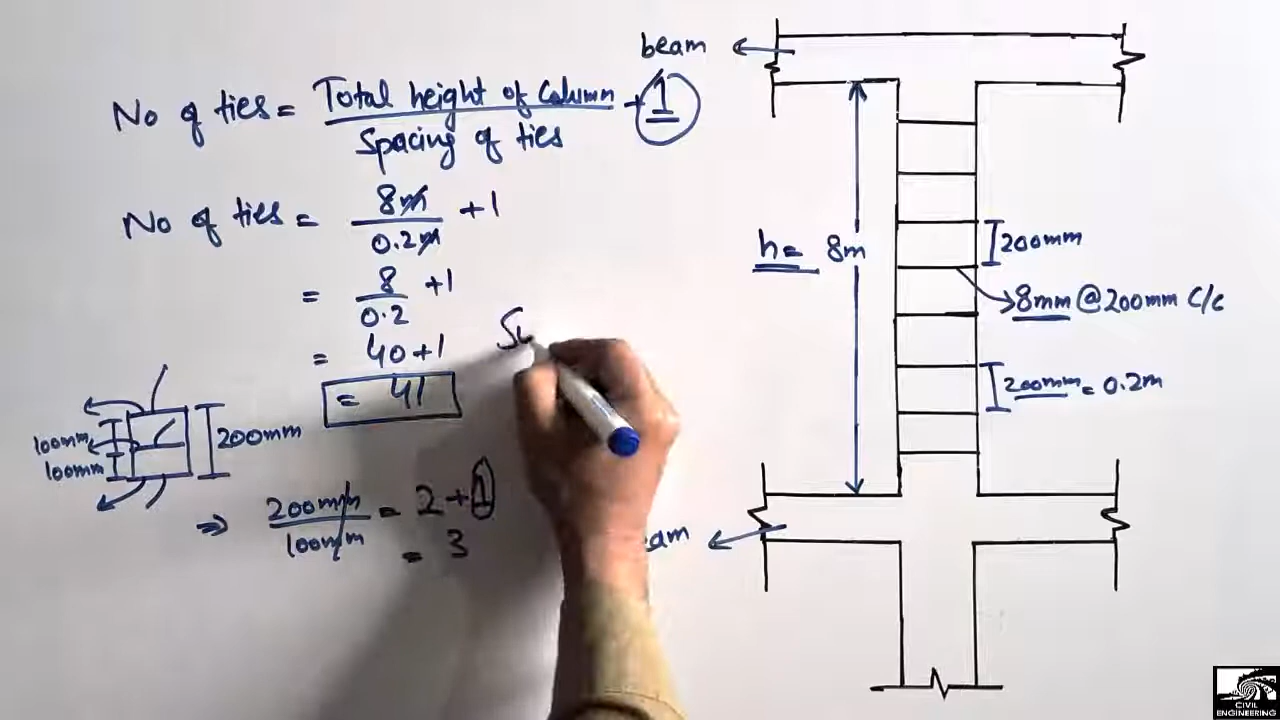 No of ties = Total height of Column / Spacing of ties + 1
No of ties = 8m / 0.2m + 1
= 8 / 0.2 + 1
= 40 + 1
= 41
100mm
100mm
200mm
⇒ 200mm / 100mm = 2 + 1
= 3
beam
h = 8m
200mm
8mm @ 200mm C/c
200mm = 0.2m
CIVIL
ENGINEERING